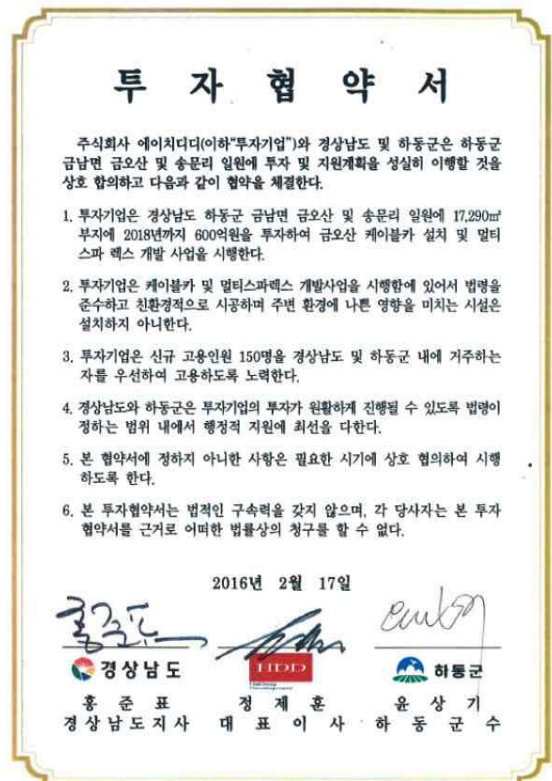 투 자 협 약 서
주식회사 에이치디디(이하"투자기업")와 경상남도 및 하동군은 하동군
금남면 금오산 및 송문리 일원에 투자 및 지원계획을 성실히 이행할 것을
상호 합의하고 다음과 같이 협약을 체결한다.
1. 투자기업은 경상남도 하동군 금남면 금오산 및 송문리 일원에 17,290㎡
부지에 2018년까지 600억원을 투자하여 금오산 케이블카 설치 및 멀티
스파 렉스 개발 사업을 시행한다.
2. 투자기업은 케이블카 및 멀티스파렉스 개발사업을 시행함에 있어서 법령을
준수하고 친환경적으로 시공하며 주변 환경에 나쁜 영향을 미치는 시설은
설치하지 아니한다.
3. 투자기업은 신규 고용인원 150명을 경상남도 및 하동군 내에 거주하는
자를 우선하여 고용하도록 노력한다.
4. 경상남도와 하동군은 투자기업의 투자가 원활하게 진행될 수 있도록 법령이
정하는 범위 내에서 행정적 지원에 최선을 다한다.
5. 본 협약서에 정하지 아니한 사항은 필요한 시기에 상호 협의하여 시행
하도록 한다.
6. 본 투자협약서는 법적인 구속력을 갖지 않으며, 각 당사자는 본 투자
협약서를 근거로 어떠한 법률상의 청구를 할 수 없다.
2016년 2월 17일
홍준표
경상남도 HDD 하동군
홍 준 표 정 제 훈 윤 상 기
경상남도지사 대 표 이 사 하 동 군 수